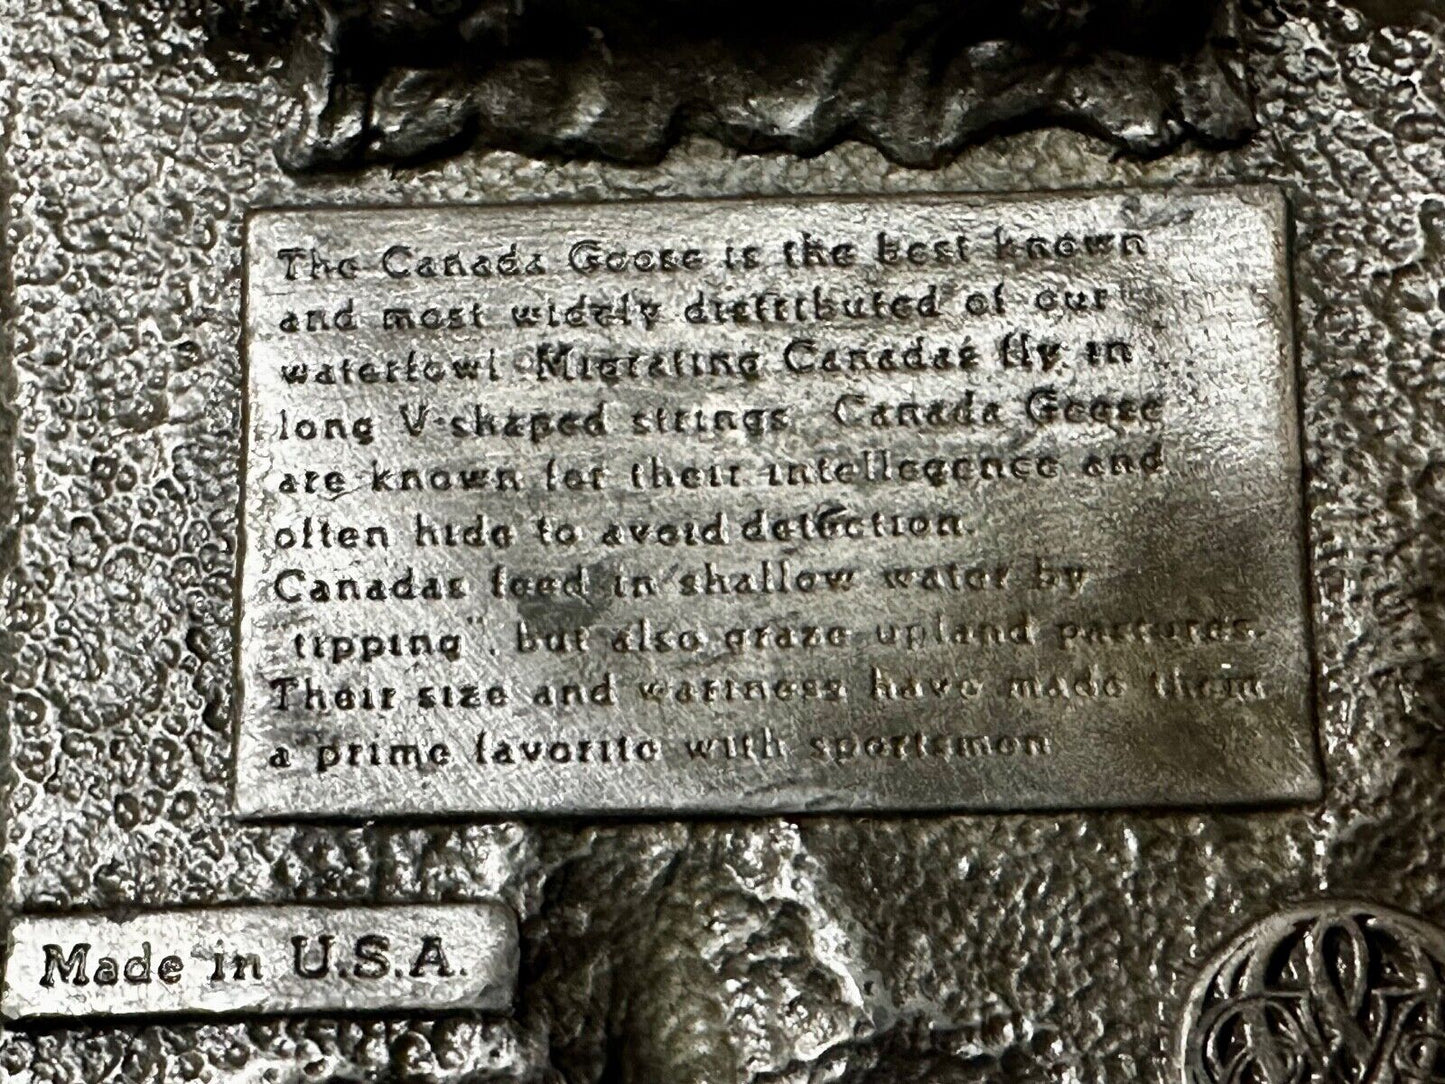 The Canada Goose is the best known
and most widely distributed of our
waterfowl. Migrating Canadas fly in
long V-shaped strings. Canada Geese
are known for their intellegence and
often hide to avoid detection.
Canadas feed in shallow water by
"tipping", but also graze upland pastures.
Their size and wariness have made them
a prime favorite with sportsmen
Made in U.S.A.